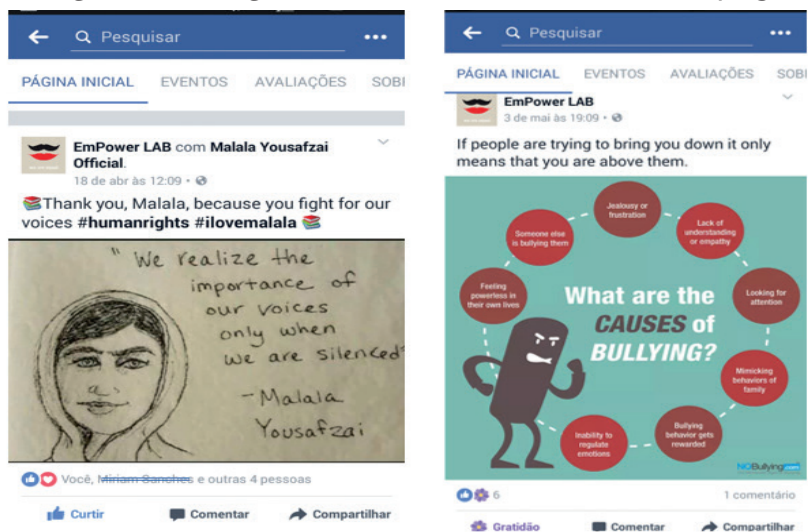 Pesquisar
PÁGINA INICIAL EVENTOS AVALIAÇÕES SOBI
EmPower LAB com Malala Yousafzai
Official.
18 de abr às 12:09
Thank you, Malala, because you fight for our
voices #humanrights #ilovemalala
"We realize the
importance of
our voices
only when
we are silenced"
- Malala
Yousafzai
Você, Miriam Sanches e outras 4 pessoas
Curtir Comentar Compartilhar
Pesquisar
PÁGINA INICIAL EVENTOS AVALIAÇÕES SOBI
EmPower LAB
3 de mai às 19:09
If people are trying to bring you down it only
means that you are above them.
Jealousy or
frustration
Lack of
understanding
or empathy
Looking for
attention
Mimicking
behaviors of
family
Bullying
behavior gets
rewarded
Inability to
regulate
emotions
Feeling
powerless in
their own lives
Someone else
is bullying them
What are the
CAUSES of
BULLYING?
NOBullying.com
6
1 comentário
Gratidão Comentar Compartilhar